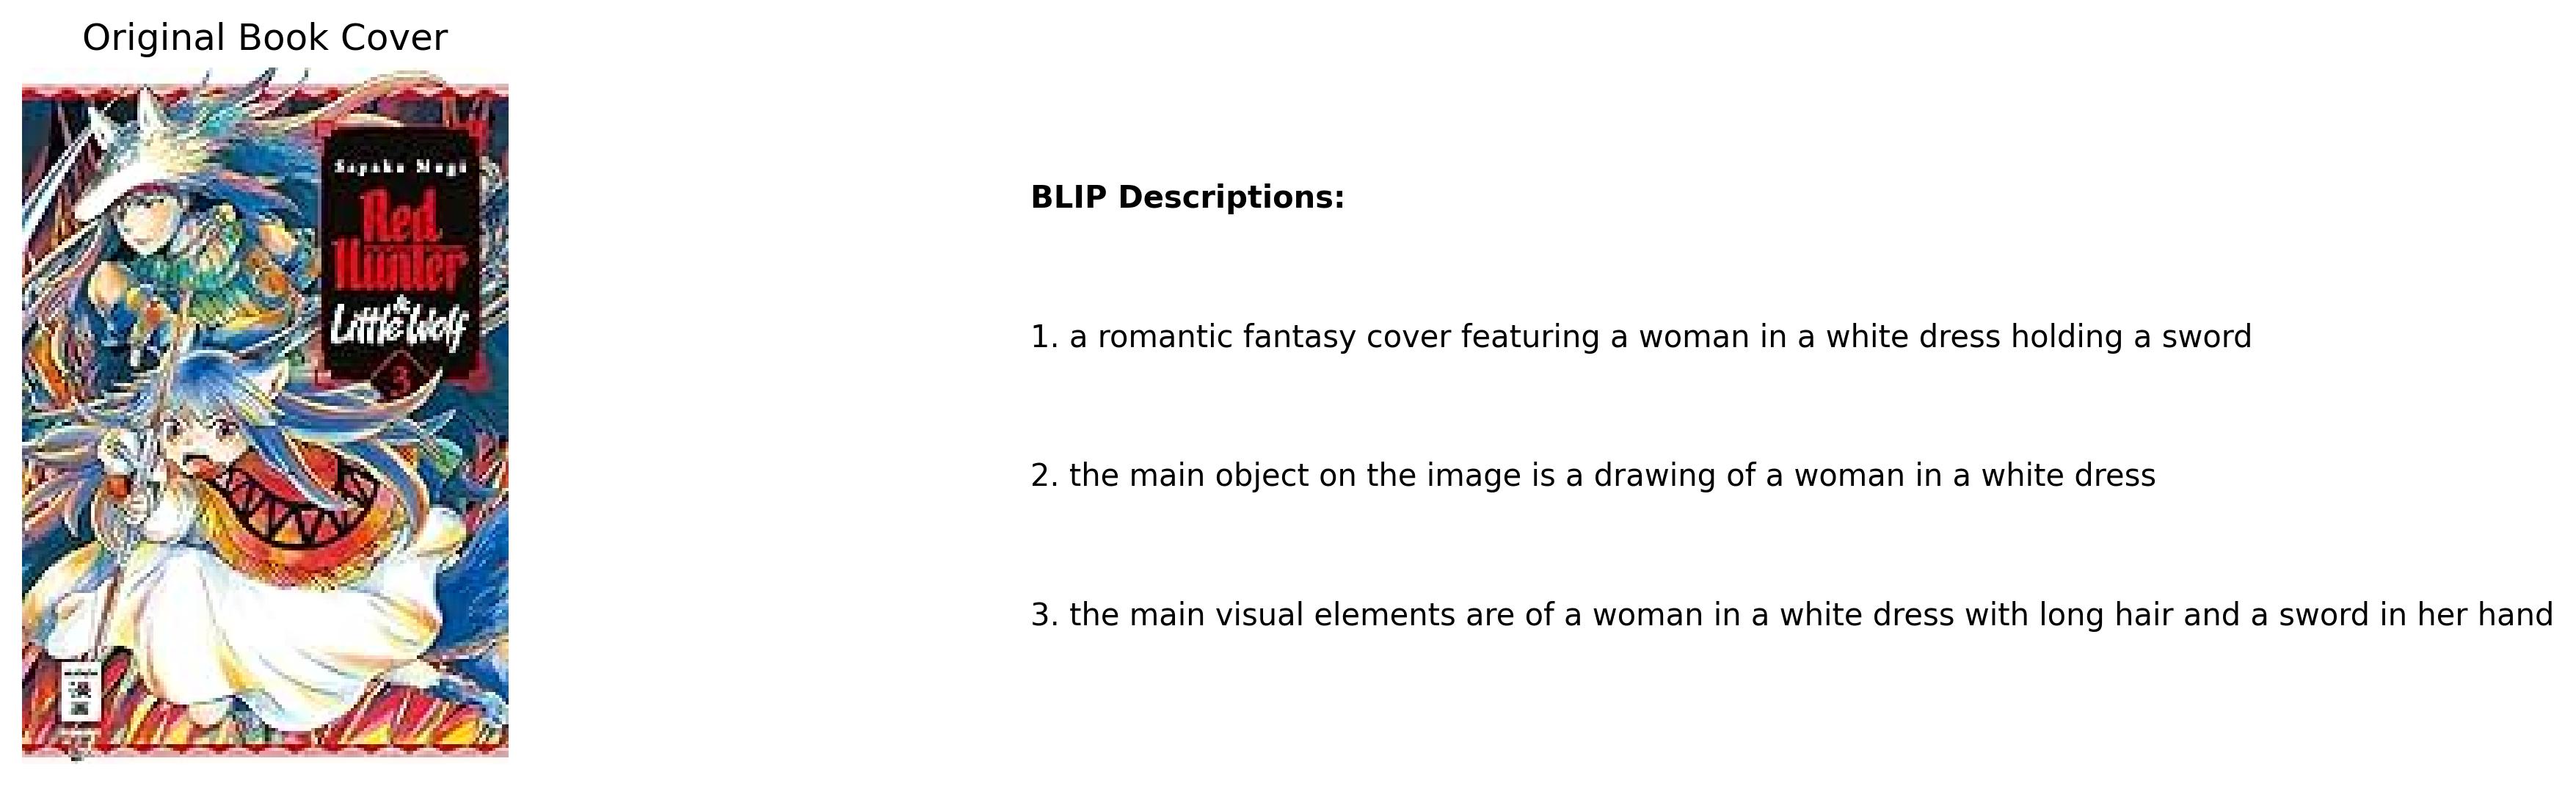 Original Book Cover
Sayaka Mogi
Red
Hunter
&
Little Wolf
3
BLIP Descriptions:
1. a romantic fantasy cover featuring a woman in a white dress holding a sword
2. the main object on the image is a drawing of a woman in a white dress
3. the main visual elements are of a woman in a white dress with long hair and a sword in her hand